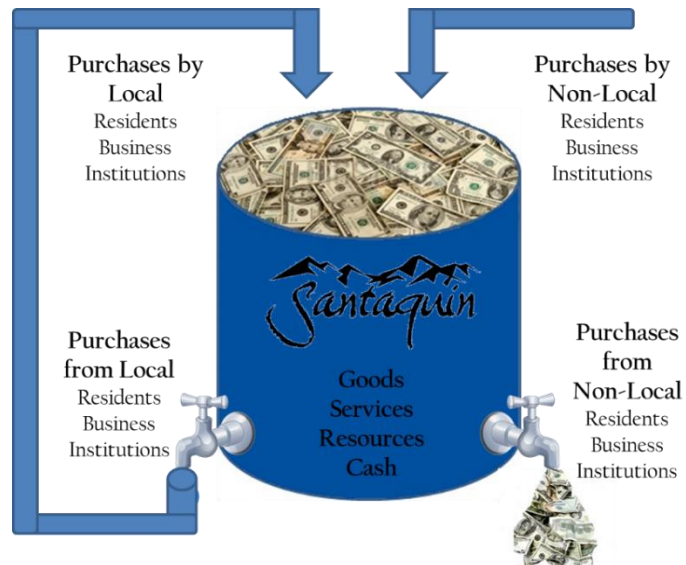 Purchases by
Local
Residents
Business
Institutions
Purchases by
Non-Local
Residents
Business
Institutions
Santaquin
Goods
Services
Resources
Cash
Purchases
from Local
Residents
Business
Institutions
Purchases
from
Non-Local
Residents
Business
Institutions